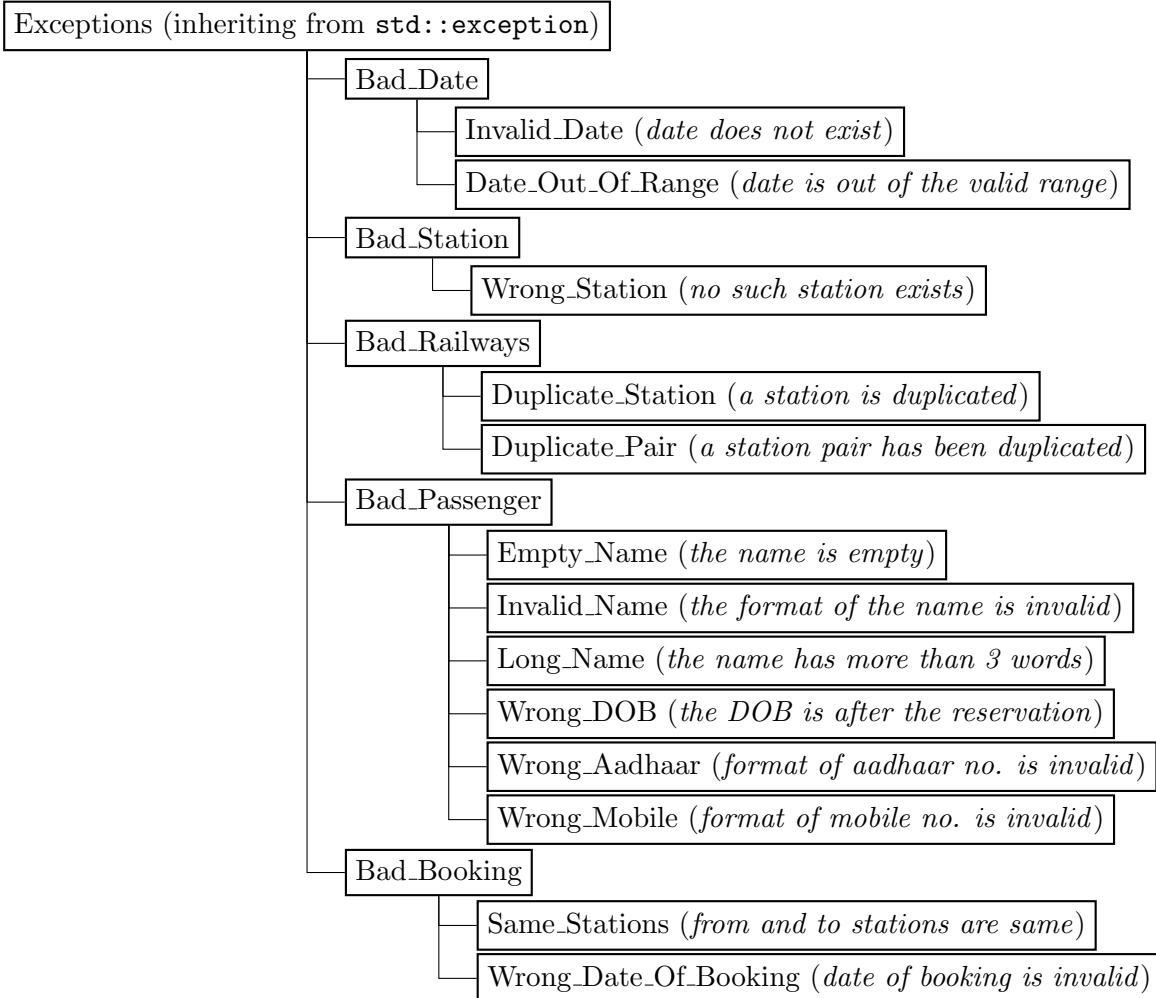 Exceptions (inheriting from std::exception)
Bad_Date
Invalid_Date (date does not exist)
Date_Out_Of_Range (date is out of the valid range)
Bad_Station
Wrong_Station (no such station exists)
Bad_Railways
Duplicate_Station (a station is duplicated)
Duplicate_Pair (a station pair has been duplicated)
Bad_Passenger
Empty_Name (the name is empty)
Invalid_Name (the format of the name is invalid)
Long_Name (the name has more than 3 words)
Wrong_DOB (the DOB is after the reservation)
Wrong_Aadhaar (format of aadhaar no. is invalid)
Wrong_Mobile (format of mobile no. is invalid)
Bad_Booking
Same_Stations (from and to stations are same)
Wrong_Date_Of_Booking (date of booking is invalid)